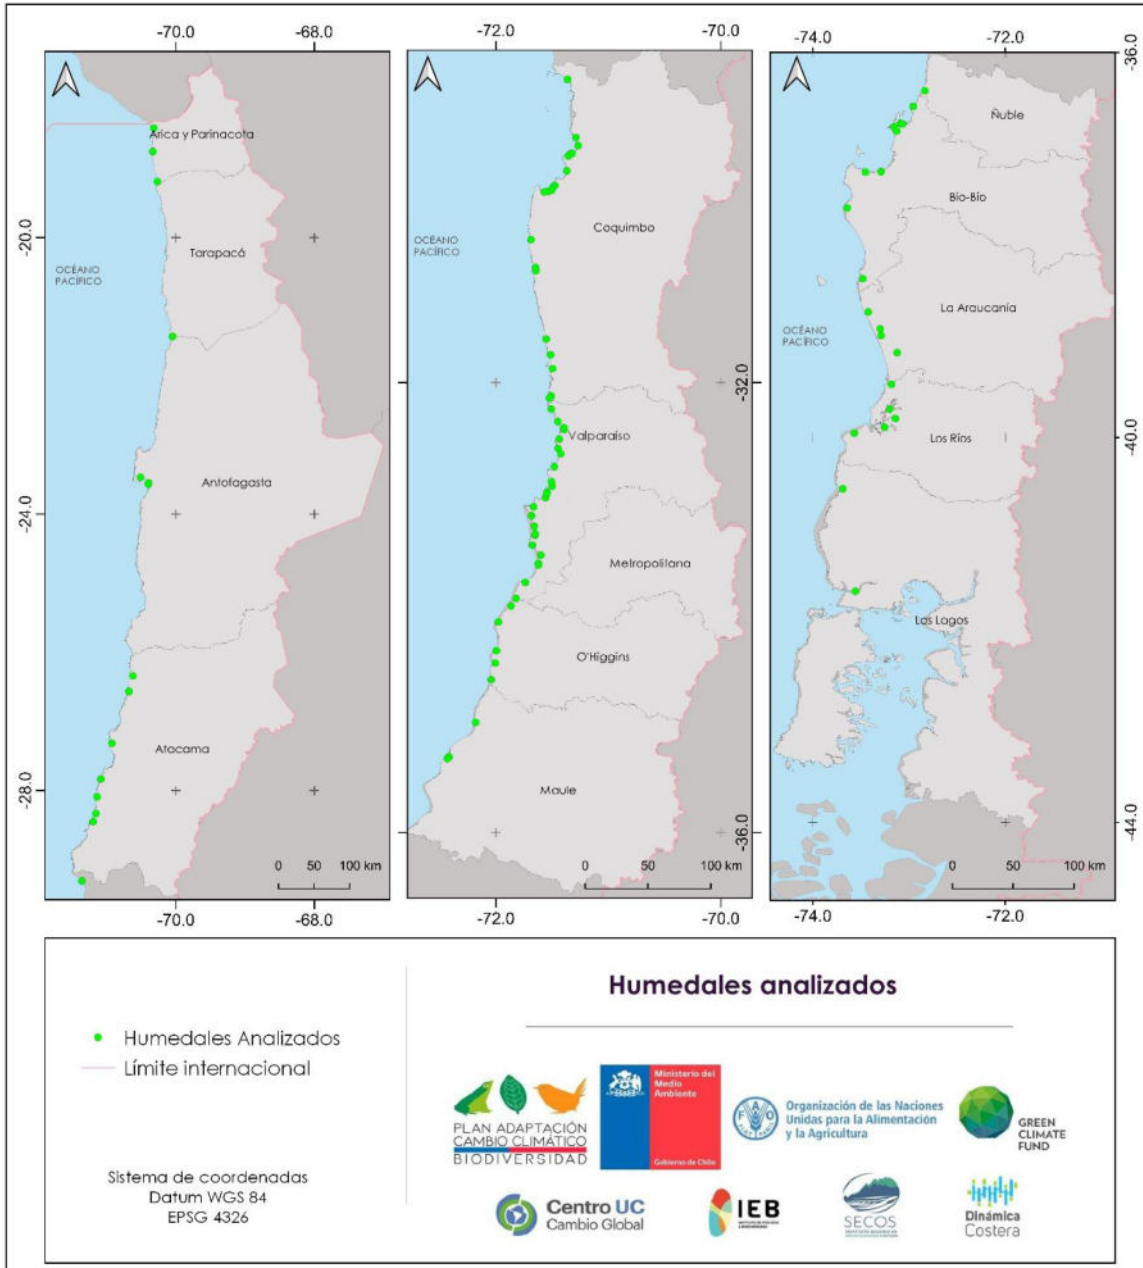 -70.0
-68.0
-72.0
-70.0
-74.0
-72.0
-36.0
Arica y Parinacota
Ñuble
-20.0
Tarapacá
OCÉANO
PACÍFICO
Coquimbo
OCÉANO
PACÍFICO
Bío-Bío
La Araucanía
OCÉANO
PACÍFICO
-32.0
Valparaíso
Los Ríos
-40.0
Antofagasta
-24.0
Metropolitana
Los Lagos
O'Higgins
Atacama
Maule
-28.0
-36.0
-44.0
0 50 100 km
0 50 100 km
0 50 100 km
-70.0
-68.0
-72.0
-70.0
-74.0
-72.0
Humedales analizados
Humedales Analizados
Límite internacional
Sistema de coordenadas
Datum WGS 84
EPSG 4326
PLAN ADAPTACIÓN
CAMBIO CLIMÁTICO
BIODIVERSIDAD
Ministerio del
Medio
Ambiente
Gobierno de Chile
FAO
Organización de las Naciones
Unidas para la Alimentación
y la Agricultura
GREEN
CLIMATE
FUND
Centro UC
Cambio Global
IEB
SECOS
Dinámica
Costera